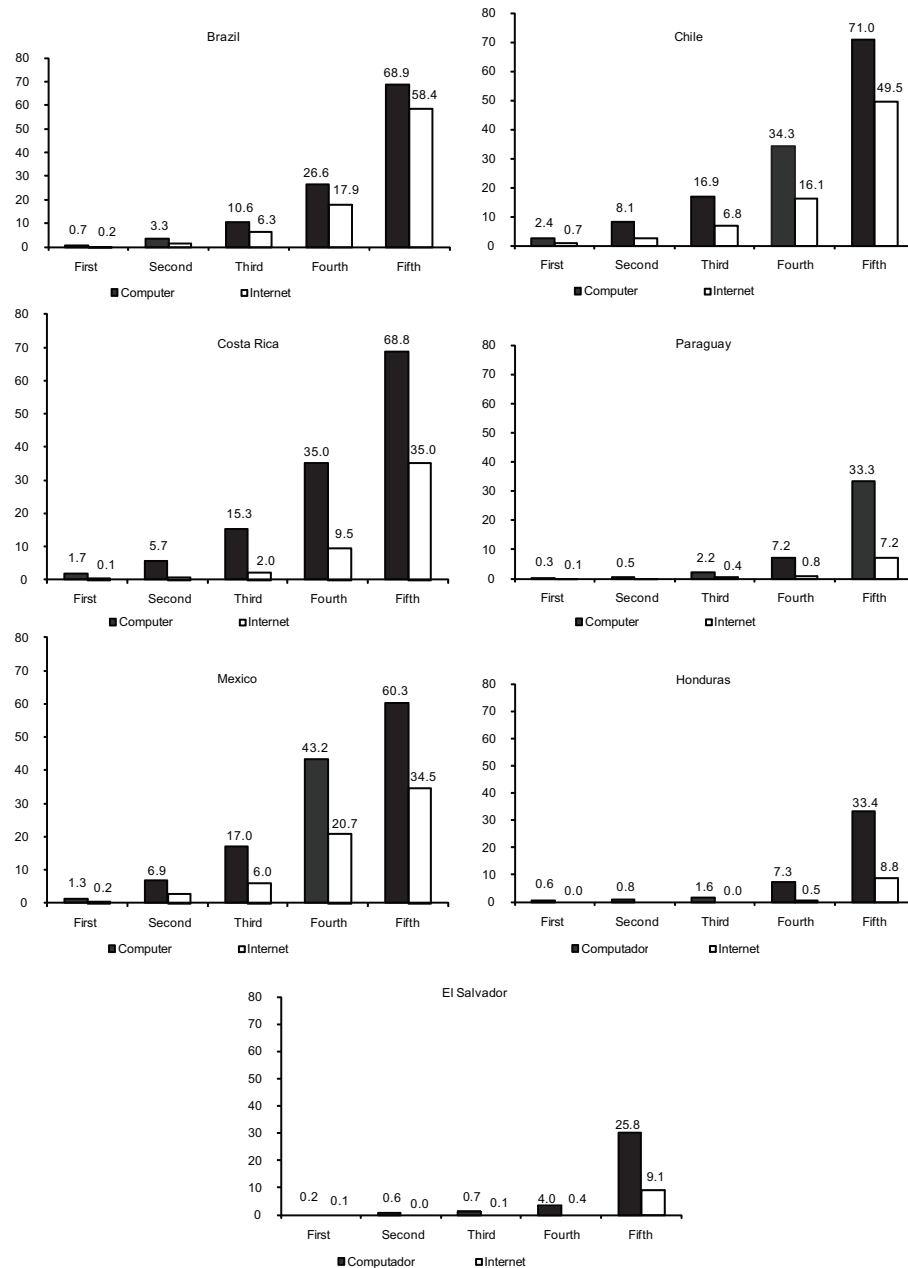 Brazil
80
70
60
50
40
30
20
10
0
0.7 0.2 3.3 10.6 6.3 26.6 17.9 68.9 58.4
First Second Third Fourth Fifth
Computer Internet
Chile
80
70
60
50
40
30
20
10
0
2.4 0.7 8.1 16.9 6.8 34.3 16.1 71.0 49.5
First Second Third Fourth Fifth
Computer Internet
Costa Rica
80
70
60
50
40
30
20
10
0
1.7 0.1 5.7 15.3 2.0 35.0 9.5 68.8 35.0
First Second Third Fourth Fifth
Computer Internet
Paraguay
80
70
60
50
40
30
20
10
0
0.3 0.1 0.5 2.2 0.4 7.2 0.8 33.3 7.2
First Second Third Fourth Fifth
Computer Internet
Mexico
80
70
60
50
40
30
20
10
0
1.3 0.2 6.9 17.0 6.0 43.2 20.7 60.3 34.5
First Second Third Fourth Fifth
Computer Internet
Honduras
80
70
60
50
40
30
20
10
0
0.6 0.0 0.8 1.6 0.0 7.3 0.5 33.4 8.8
First Second Third Fourth Fifth
Computador Internet
El Salvador
80
70
60
50
40
30
20
10
0
0.2 0.1 0.6 0.0 0.7 0.1 4.0 0.4 25.8 9.1
First Second Third Fourth Fifth
Computador Internet